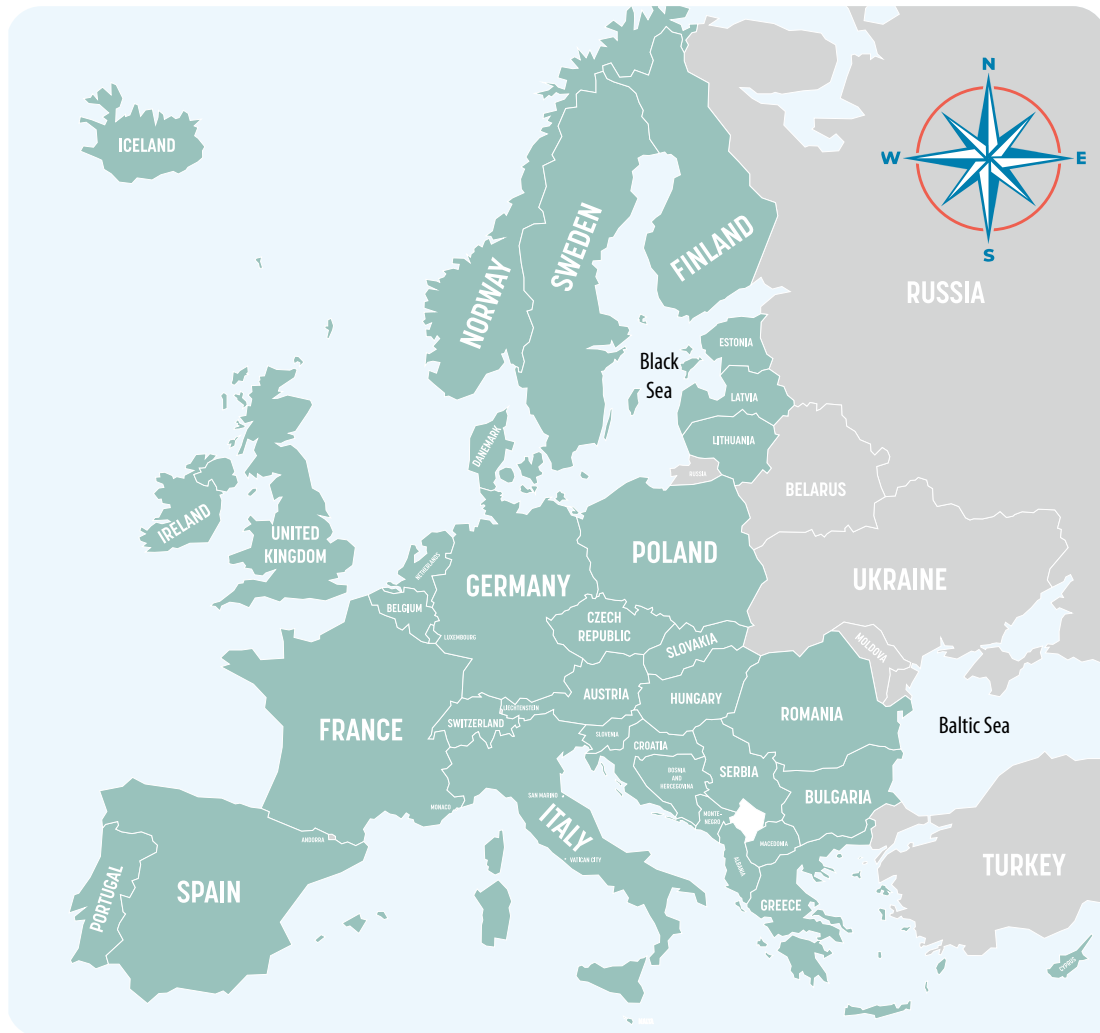 N
ICELAND
W
E
S
SWEDEN
FINLAND
NORWAY
RUSSIA
ESTONIA
Black
Sea
LATVIA
DANEMARK
LITHUANIA
RUSSIA
BELARUS
IRELAND
UNITED
KINGDOM
NETHERLANDS
POLAND
GERMANY
UKRAINE
BELGIUM
CZECH
REPUBLIC
LUXEMBOURG
SLOVAKIA
MOLDOVA
AUSTRIA
HUNGARY
LIECHTENSTEIN
SWITZERLAND
FRANCE
ROMANIA
Baltic Sea
SLOVENIA
CROATIA
BOSNIA
AND
HERCEGOVINA
SERBIA
SAN MARINO
BULGARIA
MONACO
MONTE-
NEGRO
ITALY
ANDORRA
MACEDONIA
VATICAN CITY
ALBANIA
TURKEY
PORTUGAL
SPAIN
GREECE
CYPRUS